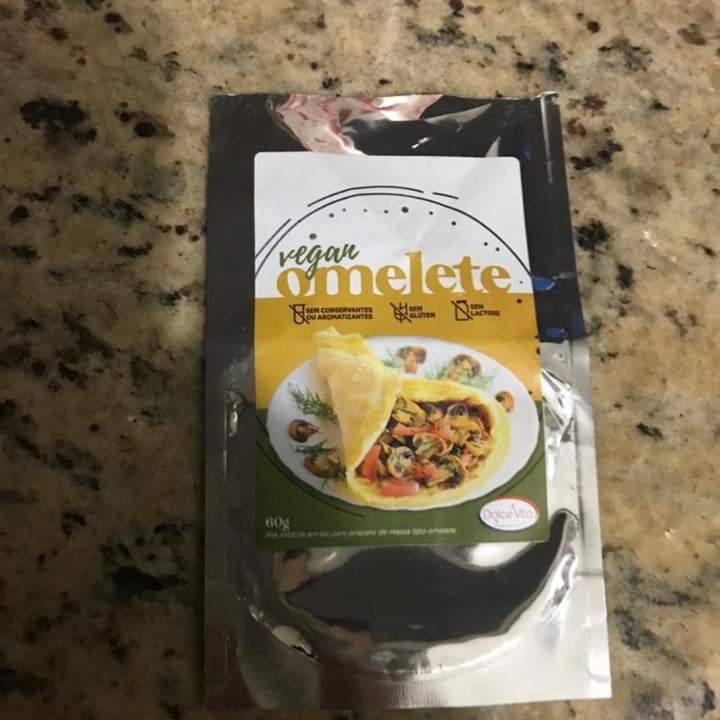 vegan
omelete
SEM CONSERVANTES
OU AROMATIZANTES
SEM
GLÚTEN
SEM
LACTOSE
60g
Pré mistura em pó para preparo de massa tipo omelete.
Dolce Vita